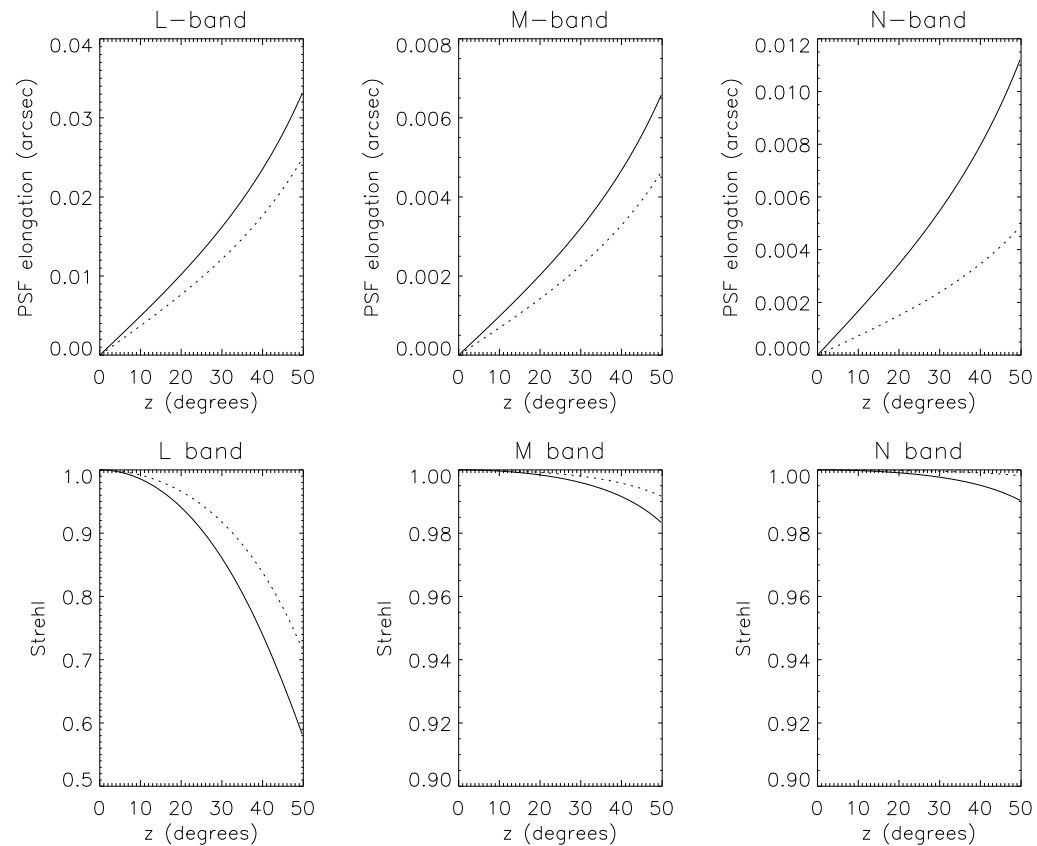 L-band
M-band
N-band
PSF elongation (arcsec)
0.04
0.03
0.02
0.01
0.00
0 10 20 30 40 50
z (degrees)
PSF elongation (arcsec)
0.008
0.006
0.004
0.002
0.000
0 10 20 30 40 50
z (degrees)
PSF elongation (arcsec)
0.012
0.010
0.008
0.006
0.004
0.002
0.000
0 10 20 30 40 50
z (degrees)
L band
M band
N band
Strehl
1.0
0.9
0.8
0.7
0.6
0.5
0 10 20 30 40 50
z (degrees)
Strehl
1.00
0.98
0.96
0.94
0.92
0.90
0 10 20 30 40 50
z (degrees)
Strehl
1.00
0.98
0.96
0.94
0.92
0.90
0 10 20 30 40 50
z (degrees)